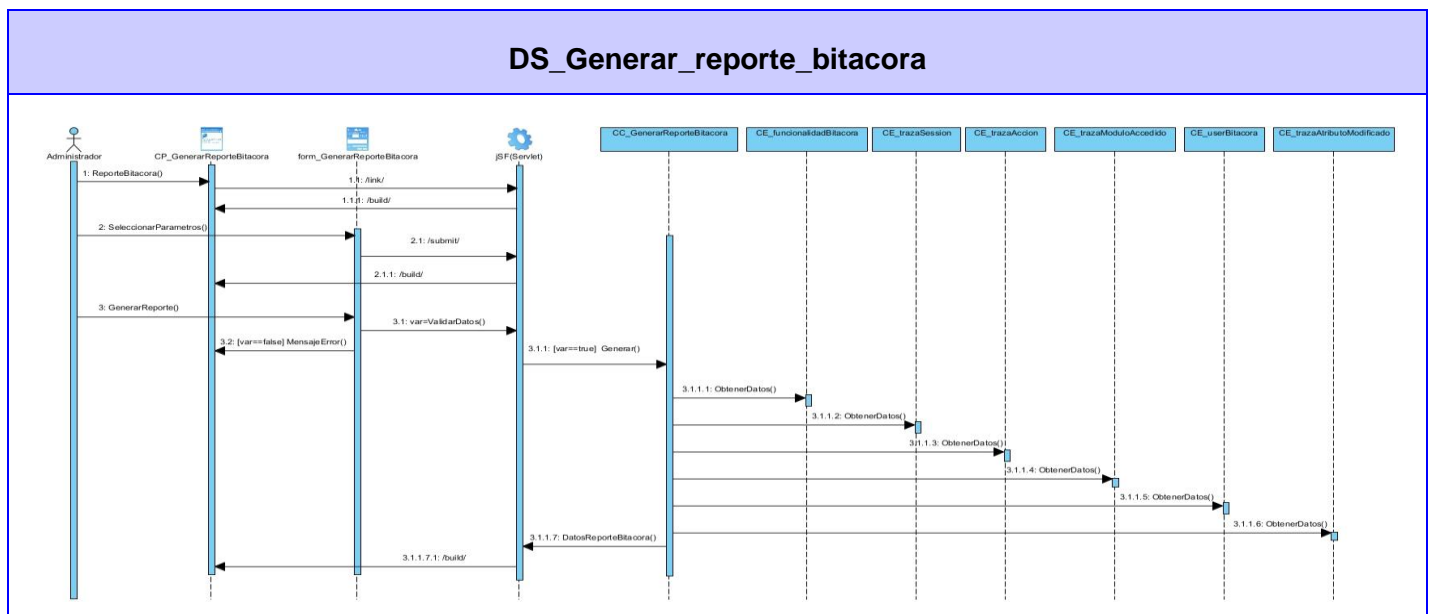 DS_Generar_reporte_bitacora
Administrador
CP_GenerarReporteBitacora
form_GenerarReporteBitacora
jSF(Servlet)
CC_GenerarReporteBitacora
CE_funcionalidadBitacora
CE_trazaSession
CE_trazaAccion
CE_trazaModuloAccedido
CE_userBitacora
CE_trazaAtributoModificado
1: ReporteBitacora()
1.1: /link/
1.1.1: /build/
2: SeleccionarParametros()
2.1: /submit/
2.1.1: /build/
3: GenerarReporte()
3.1: var=ValidarDatos()
3.2: [var==false] MensajeError()
3.1.1: [var==true] Generar()
3.1.1.1: ObtenerDatos()
3.1.1.2: ObtenerDatos()
3.1.1.3: ObtenerDatos()
3.1.1.4: ObtenerDatos()
3.1.1.5: ObtenerDatos()
3.1.1.6: ObtenerDatos()
3.1.1.7: DatosReporteBitacora()
3.1.1.7.1: /build/